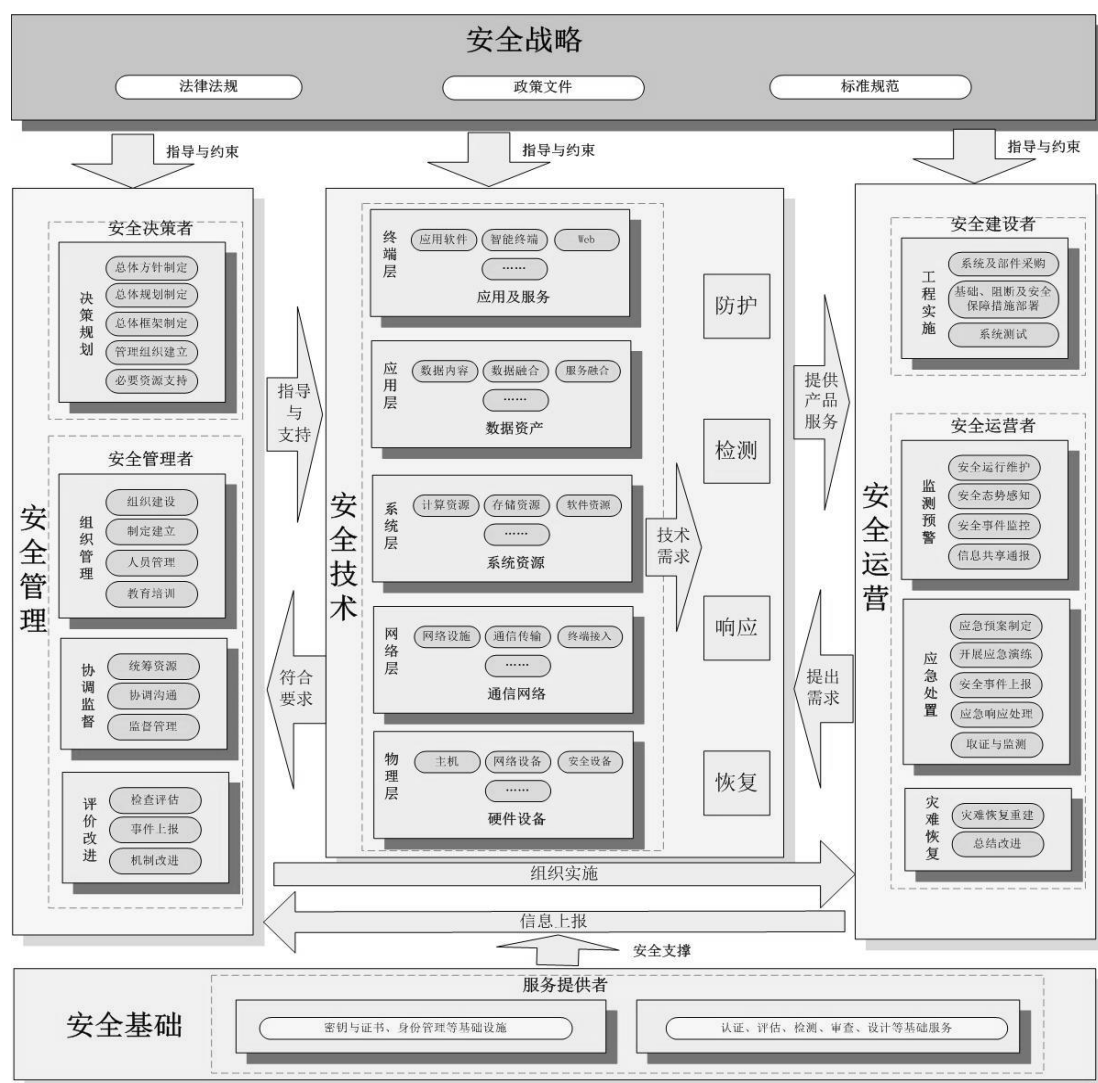 安全战略
法律法规
政策文件
标准规范
指导与约束
指导与约束
指导与约束
安全管理
安全决策者
决策规划
总体方针制定
总体规划制定
总体框架制定
管理组织建立
必要资源支持
安全管理者
组织管理
组织建设
制定建立
人员管理
教育培训
协调监督
统筹资源
协调沟通
监督管理
评价改进
检查评估
事件上报
机制改进
指导
与
支持
符合
要求
安全技术
终端层
应用软件
智能终端
Web
……
应用及服务
应用层
数据内容
数据融合
服务融合
……
数据资产
系统层
计算资源
存储资源
软件资源
……
系统资源
网络层
网络设施
通信传输
终端接入
……
通信网络
物理层
主机
网络设备
安全设备
……
硬件设备
技术
需求
防护
检测
响应
恢复
提供
产品
服务
提出
需求
安全运营
安全建设者
工程实施
系统及部件采购
基础、阻断及安全
保障措施部署
系统测试
安全运营者
监测预警
安全运行维护
安全态势感知
安全事件监控
信息共享通报
应急处置
应急预案制定
开展应急演练
安全事件上报
应急响应处理
取证与监测
灾难恢复
灾难恢复重建
总结改进
组织实施
信息上报
安全支撑
安全基础
服务提供者
密钥与证书、身份管理等基础设施
认证、评估、检测、审查、设计等基础服务